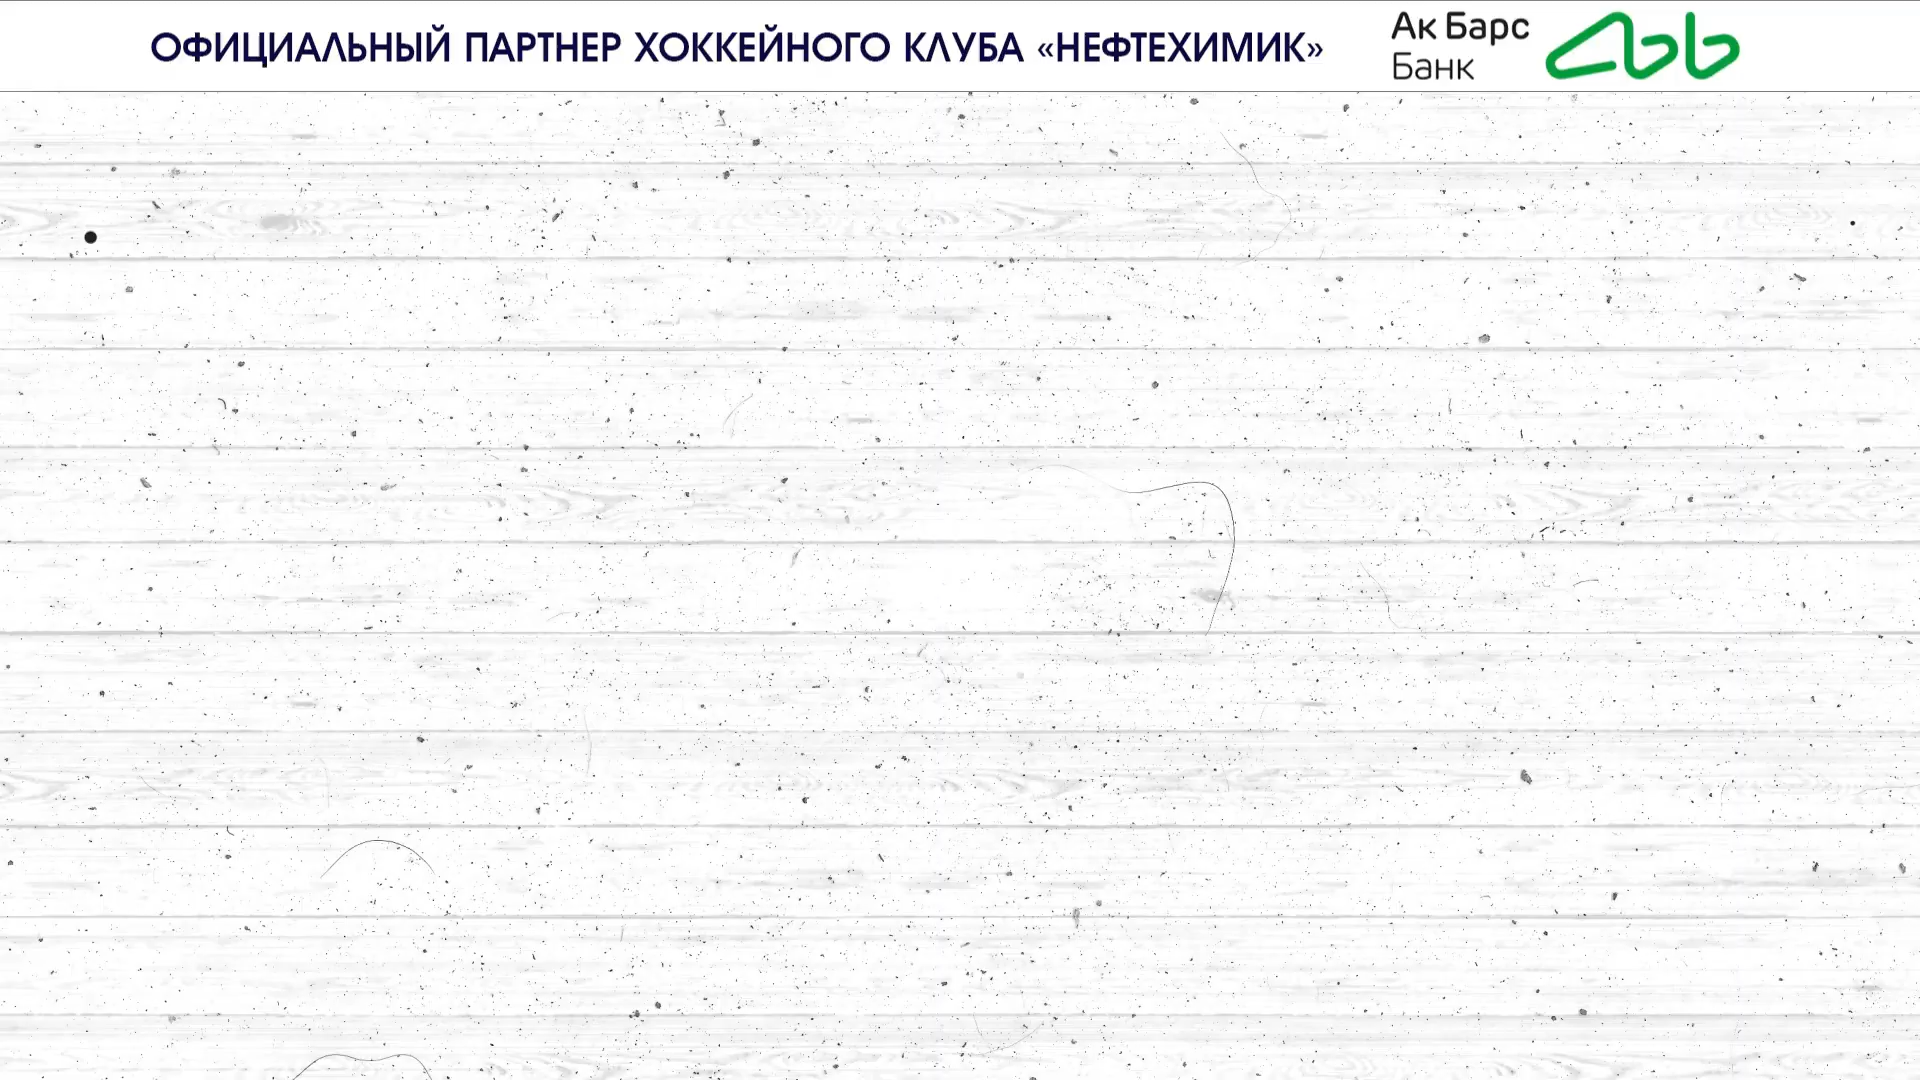 ОФИЦИАЛЬНЫЙ ПАРТНЕР ХОККЕЙНОГО КЛУБА «НЕФТЕХИМИК»
Ак Барс
Банк